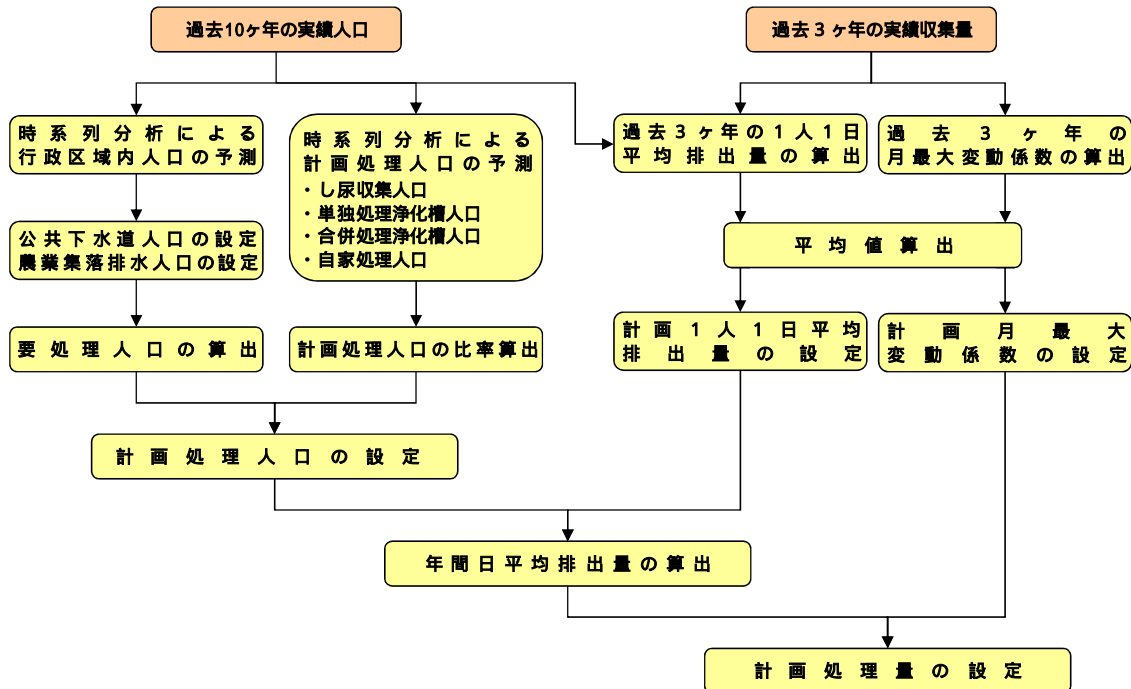 過去10ヶ年の実績人口
過去3ヶ年の実績収集量
時系列分析による
行政区域内人口の予測
時系列分析による
計画処理人口の予測
・し尿収集人口
・単独処理浄化槽人口
・合併処理浄化槽人口
・自家処理人口
過去3ヶ年の1人1日
平均排出量の算出
過去3ヶ年の
月最大変動係数の算出
公共下水道人口の設定
農業集落排水人口の設定
平均値算出
要処理人口の算出
計画処理人口の比率算出
計画1人1日平均
排出量の設定
計画月最大
変動係数の設定
計画処理人口の設定
年間日平均排出量の算出
計画処理量の設定